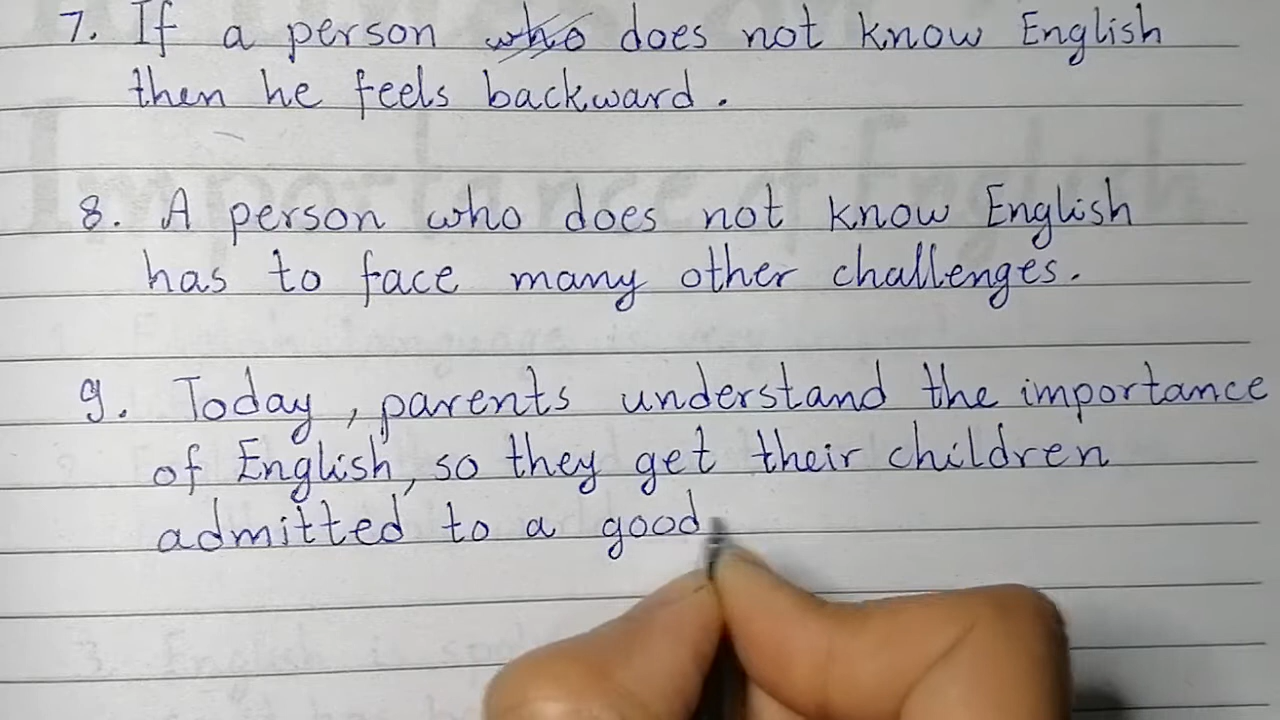 7. If a person who does not know English
then he feels backward.
8. A person who does not know English
has to face many other challenges.
9. Today, parents understand the importance
of English, so they get their children
admitted to a good